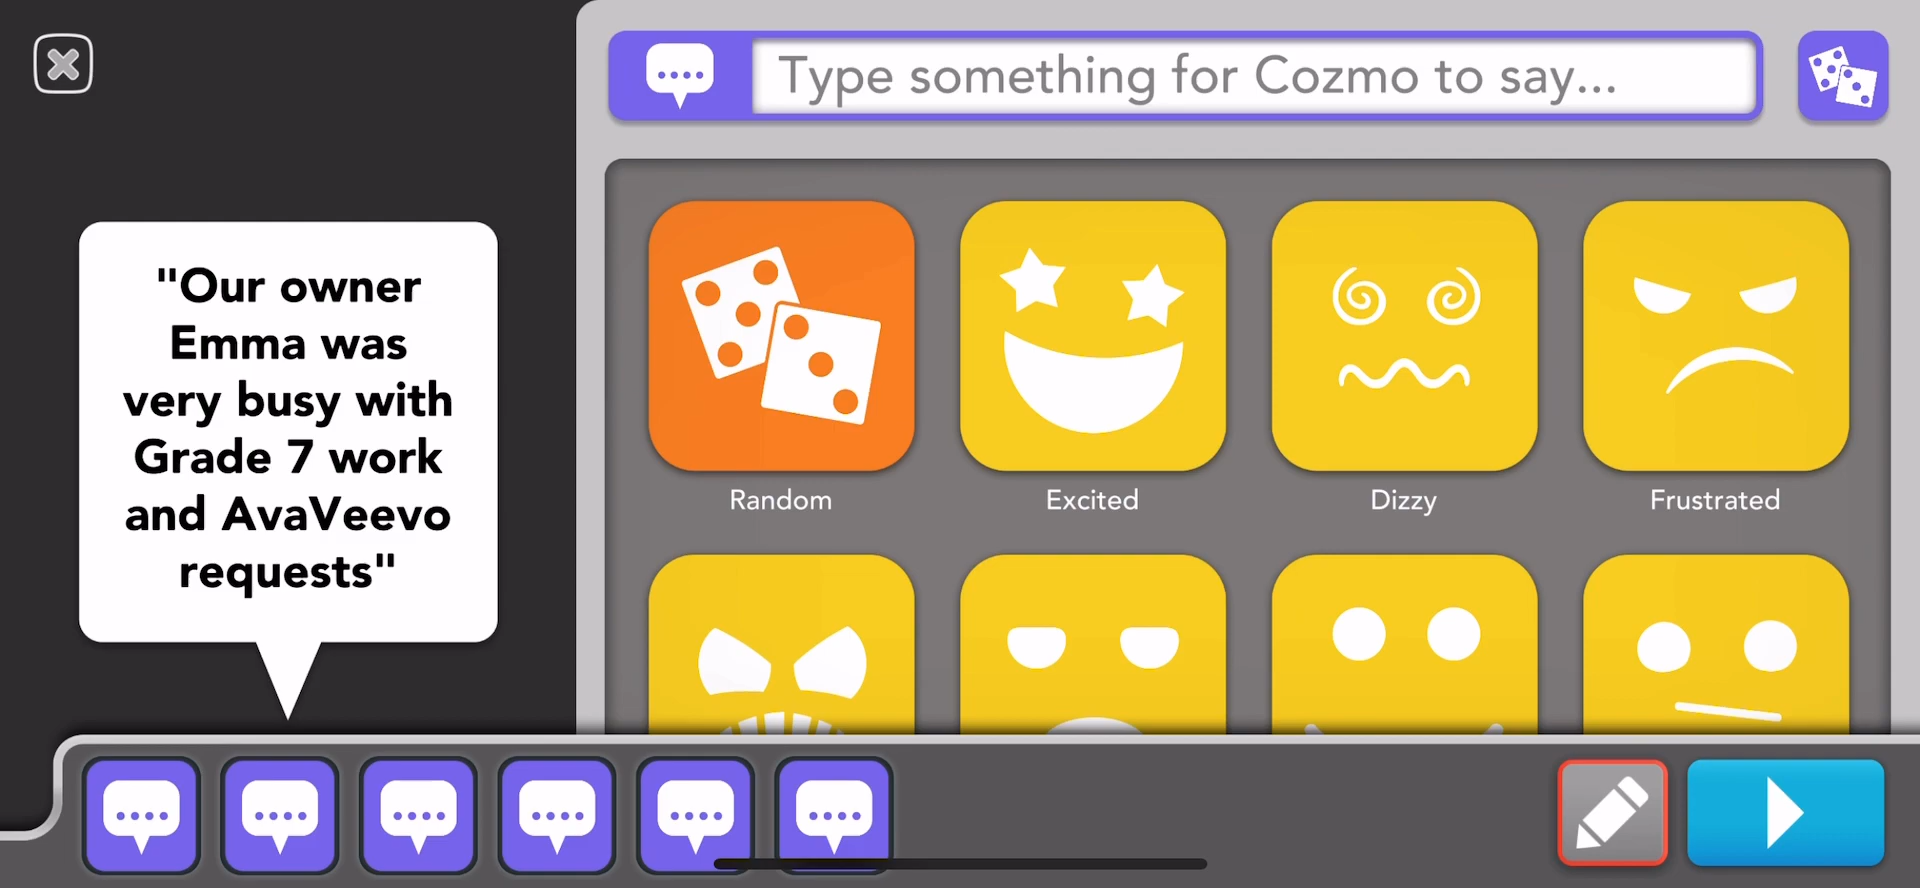 Type something for Cozmo to say...
"Our owner
Emma was
very busy with
Grade 7 work
and AvaVeevo
requests"
Random
Excited
Dizzy
Frustrated